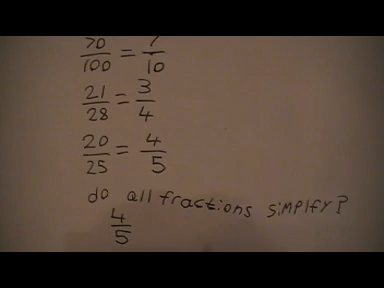 70/100 = 7/10
21/28 = 3/4
20/25 = 4/5
do all fractions simplify?
4/5